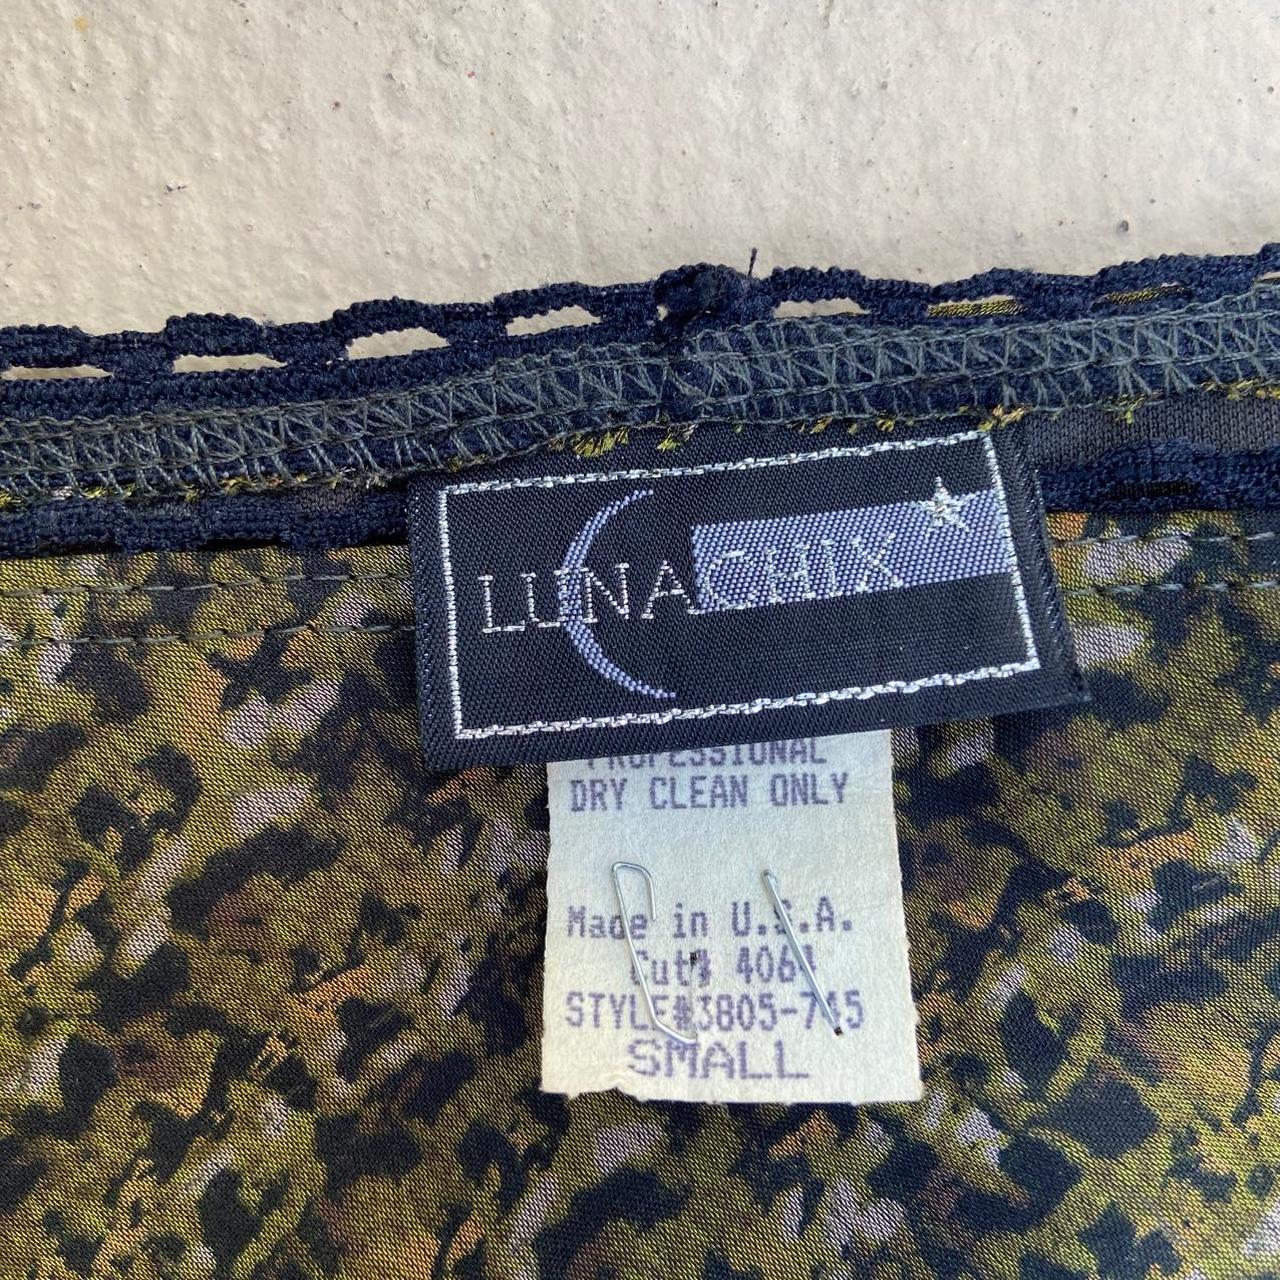 LUNACHIX
PROFESSIONAL
DRY CLEAN ONLY
Made in U.S.A.
Cut# 4064
STYLE#3805-745
SMALL